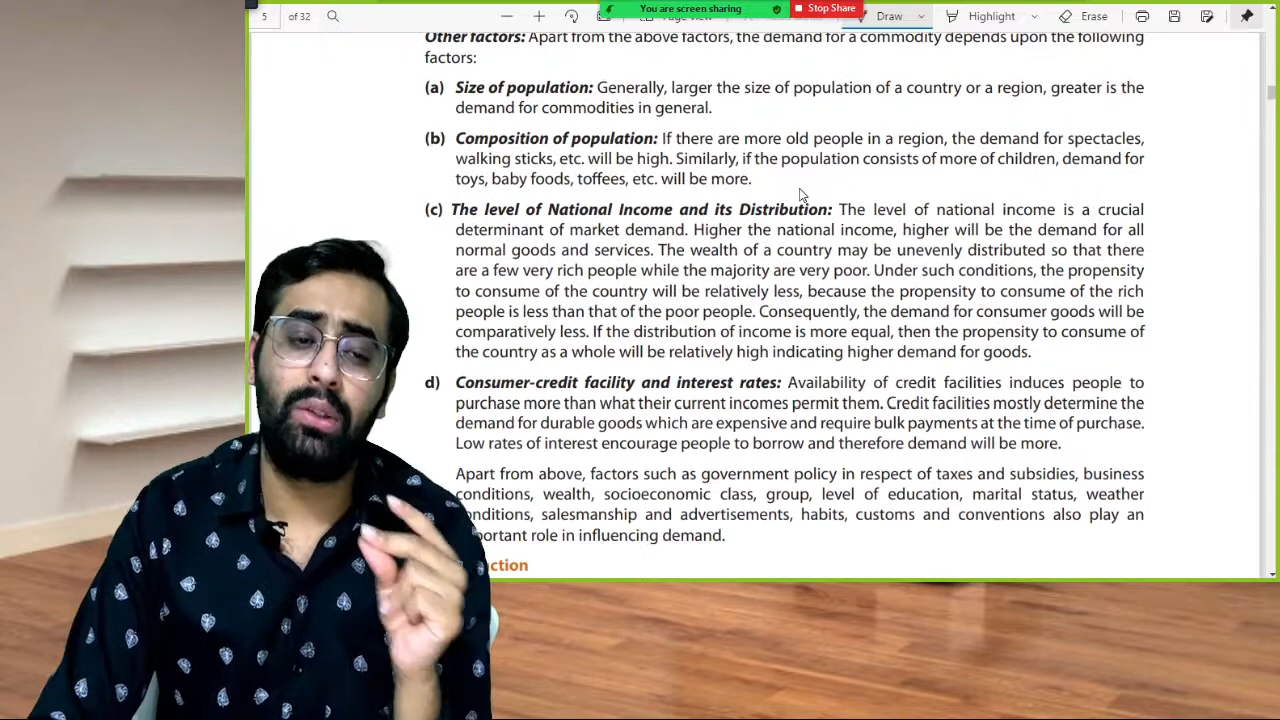 5 of 32
You are screen sharing
Stop Share
Page view
Draw
Highlight
Erase
Other factors: Apart from the above factors, the demand for a commodity depends upon the following
factors:
(a) Size of population: Generally, larger the size of population of a country or a region, greater is the
demand for commodities in general.
(b) Composition of population: If there are more old people in a region, the demand for spectacles,
walking sticks, etc. will be high. Similarly, if the population consists of more of children, demand for
toys, baby foods, toffees, etc. will be more.
(c) The level of National Income and its Distribution: The level of national income is a crucial
determinant of market demand. Higher the national income, higher will be the demand for all
normal goods and services. The wealth of a country may be unevenly distributed so that there
are a few very rich people while the majority are very poor. Under such conditions, the propensity
to consume of the country will be relatively less, because the propensity to consume of the rich
people is less than that of the poor people. Consequently, the demand for consumer goods will be
comparatively less. If the distribution of income is more equal, then the propensity to consume of
the country as a whole will be relatively high indicating higher demand for goods.
d) Consumer-credit facility and interest rates: Availability of credit facilities induces people to
purchase more than what their current incomes permit them. Credit facilities mostly determine the
demand for durable goods which are expensive and require bulk payments at the time of purchase.
Low rates of interest encourage people to borrow and therefore demand will be more.
Apart from above, factors such as government policy in respect of taxes and subsidies, business
conditions, wealth, socioeconomic class, group, level of education, marital status, weather
onditions, salesmanship and advertisements, habits, customs and conventions also play an
portant role in influencing demand.
ction